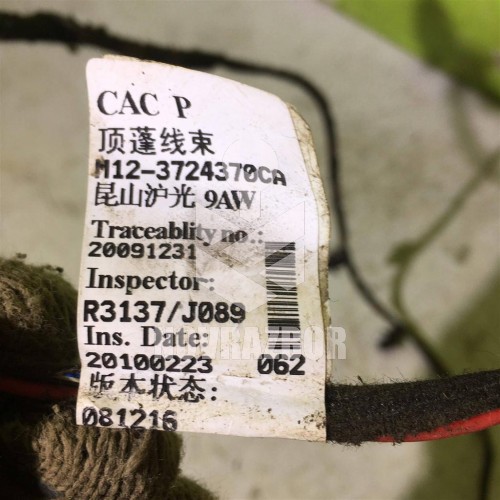 CAC P
顶蓬线束
M12-3724370CA
昆山沪光 9AW
Traceablity no.:
20091231
Inspector:
R3137/J089
Ins. Date:
20100223 062
版本状态:
081216